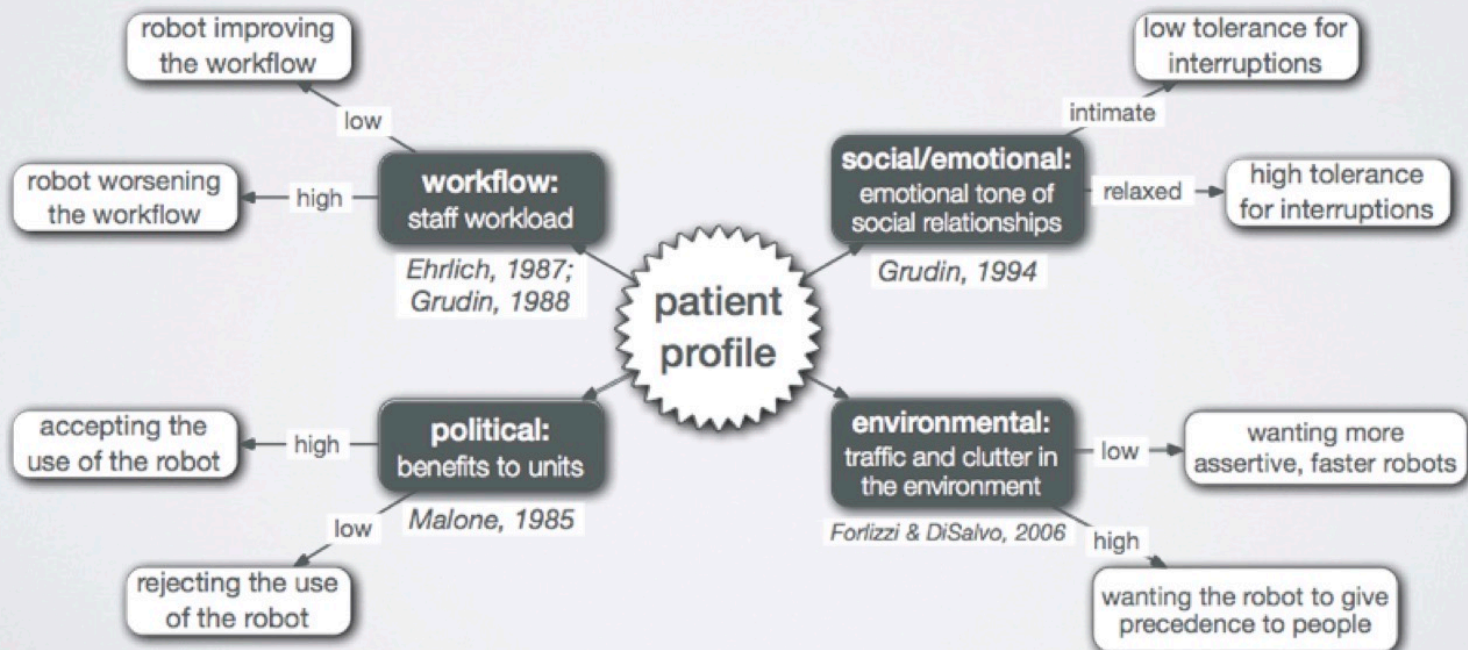 robot improving
the workflow
low
robot worsening
the workflow
high
workflow:
staff workload
Ehrlich, 1987;
Grudin, 1988
low tolerance for
interruptions
intimate
social/emotional:
emotional tone of
social relationships
relaxed
high tolerance
for interruptions
Grudin, 1994
patient
profile
accepting the
use of the robot
high
political:
benefits to units
Malone, 1985
low
rejecting the use
of the robot
environmental:
traffic and clutter in
the environment
low
wanting more
assertive, faster robots
Forlizzi & DiSalvo, 2006
high
wanting the robot to give
precedence to people